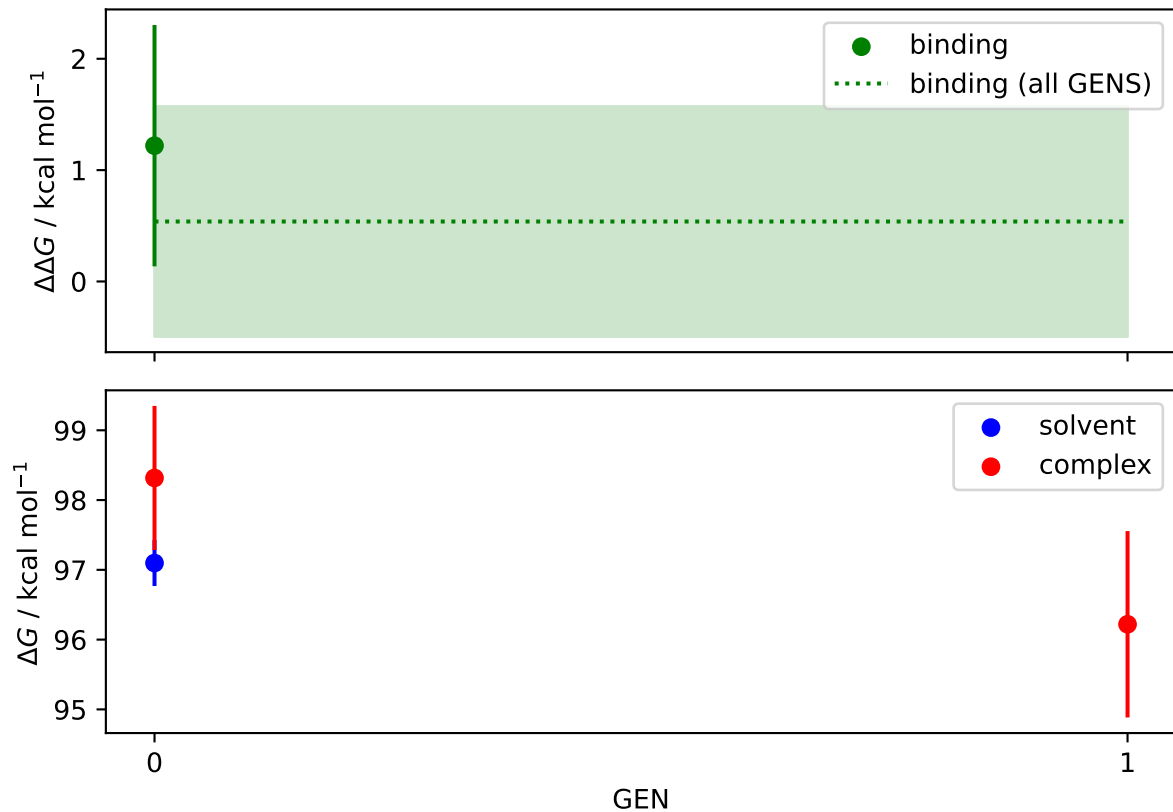 ΔΔG / kcal mol⁻¹
2
1
0
binding
binding (all GENS)
ΔG / kcal mol⁻¹
99
98
97
96
95
solvent
complex
0
1
GEN